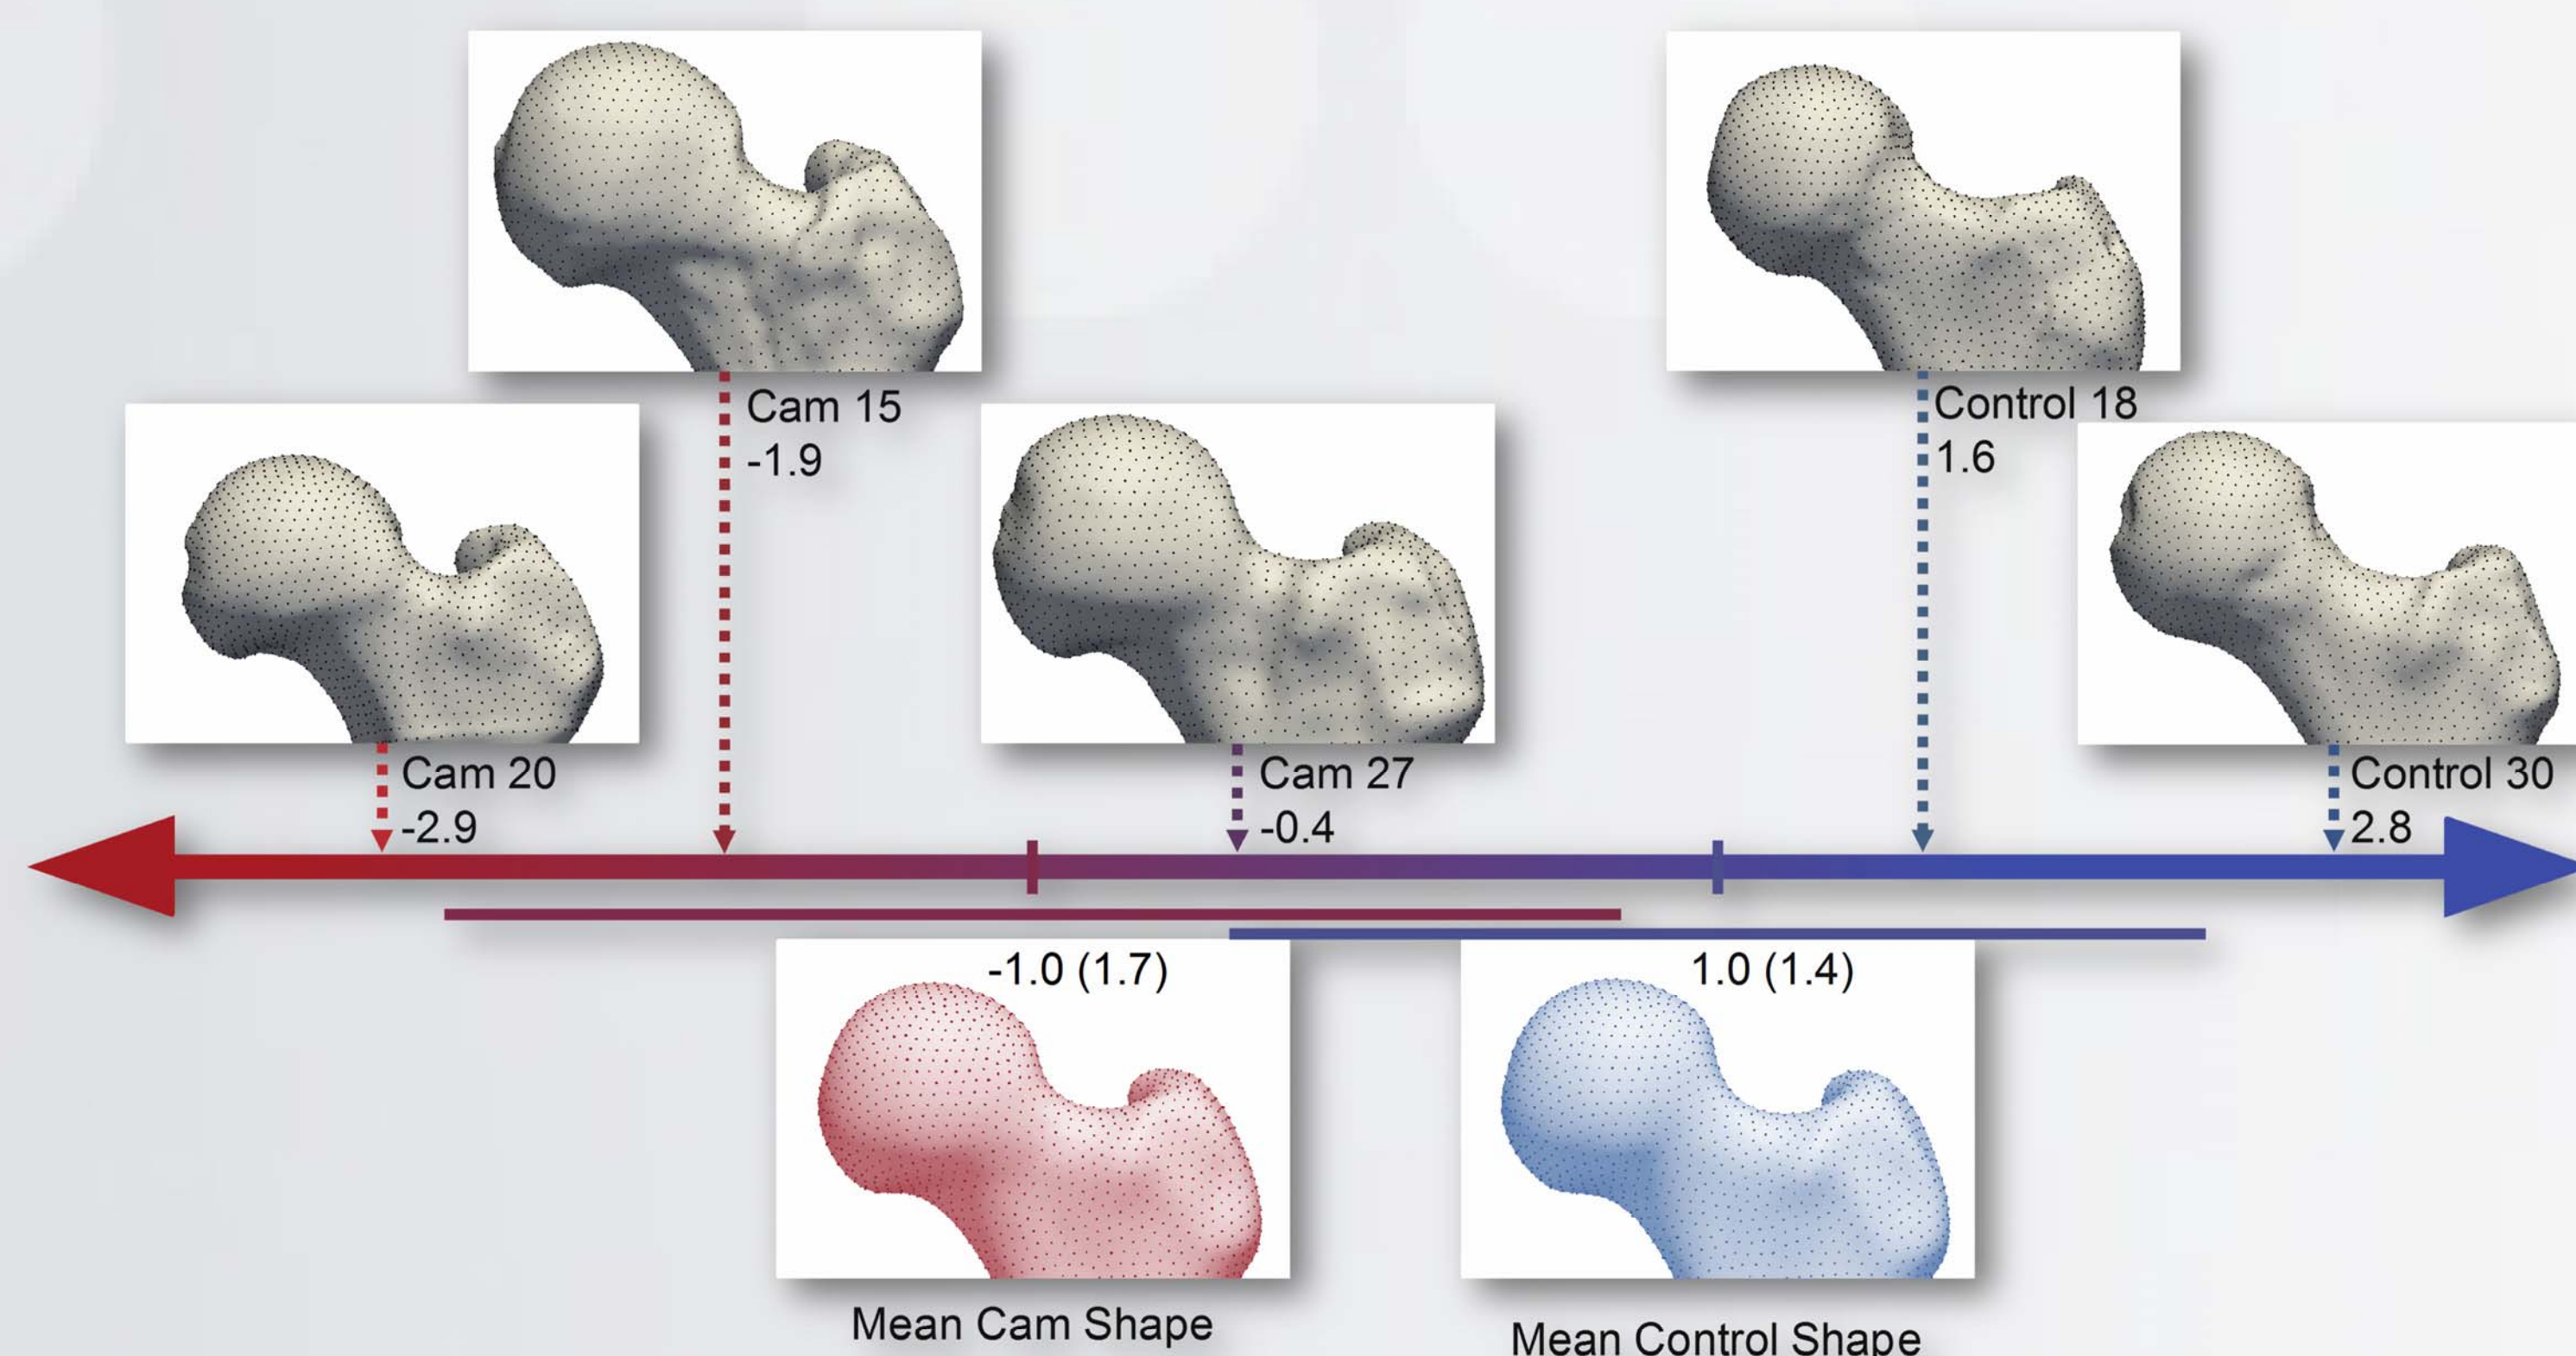 Cam 15
-1.9
Control 18
1.6
Cam 20
-2.9
Cam 27
-0.4
Control 30
2.8
-1.0 (1.7)
1.0 (1.4)
Mean Cam Shape
Mean Control Shape